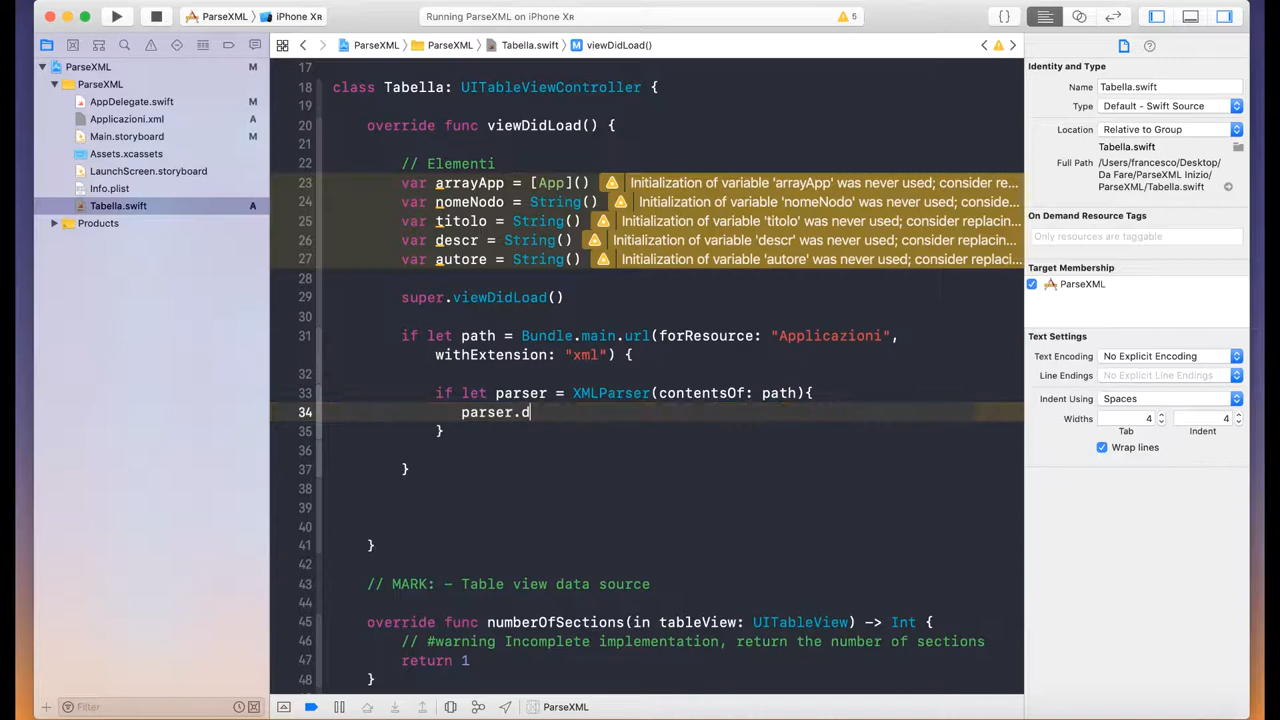 ParseXML
iPhone Xʀ
Running ParseXML on iPhone Xʀ
5
{}
ParseXML
M
ParseXML
AppDelegate.swift
M
Applicazioni.xml
A
Main.storyboard
M
Assets.xcassets
LaunchScreen.storyboard
Info.plist
Tabella.swift
A
Products
Filter
ParseXML
ParseXML
Tabella.swift
M
viewDidLoad()
17
18 class Tabella: UITableViewController {
19
20 override func viewDidLoad() {
21
22 // Elementi
23 var arrayApp = [App]() Initialization of variable 'arrayApp' was never used; consider re...
24 var nomeNodo = String() Initialization of variable 'nomeNodo' was never used; conside...
25 var titolo = String() Initialization of variable 'titolo' was never used; consider replacin...
26 var descr = String() Initialization of variable 'descr' was never used; consider replacin...
27 var autore = String() Initialization of variable 'autore' was never used; consider replaci...
28
29 super.viewDidLoad()
30
31 if let path = Bundle.main.url(forResource: "Applicazioni",
withExtension: "xml") {
32
33 if let parser = XMLParser(contentsOf: path){
34 parser.d
35 }
36
37 }
38
39
40
41 }
42
43 // MARK: - Table view data source
44
45 override func numberOfSections(in tableView: UITableView) -> Int {
46 // #warning Incomplete implementation, return the number of sections
47 return 1
48 }
ParseXML
Identity and Type
Name Tabella.swift
Type Default - Swift Source
Location Relative to Group
Tabella.swift
Full Path /Users/francesco/Desktop/
Da Fare/ParseXML Inizio/
ParseXML/Tabella.swift
On Demand Resource Tags
Only resources are taggable
Target Membership
ParseXML
Text Settings
Text Encoding No Explicit Encoding
Line Endings No Explicit Line Endings
Indent Using Spaces
Widths 4 4
Tab Indent
Wrap lines